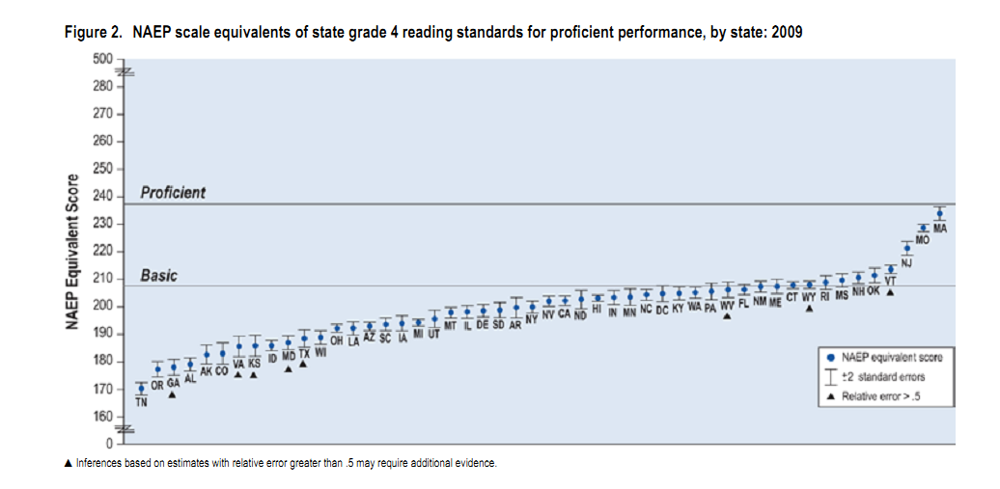 Figure 2. NAEP scale equivalents of state grade 4 reading standards for proficient performance, by state: 2009
NAEP Equivalent Score
500
280
270
260
250
240
230
220
210
200
190
180
170
160
0
Proficient
Basic
TN OR GA AL AK CO VA KS ID MD TX WI OH LA AZ SC IA MI UT MT IL DE SD AR NY NV CA ND HI IN MN NC DC KY WA PA WY FL NM ME CT WY RI MS NH OK VT NJ MO MA
NAEP equivalent score
±2 standard errors
▲ Relative error > .5
▲ Inferences based on estimates with relative error greater than .5 may require additional evidence.